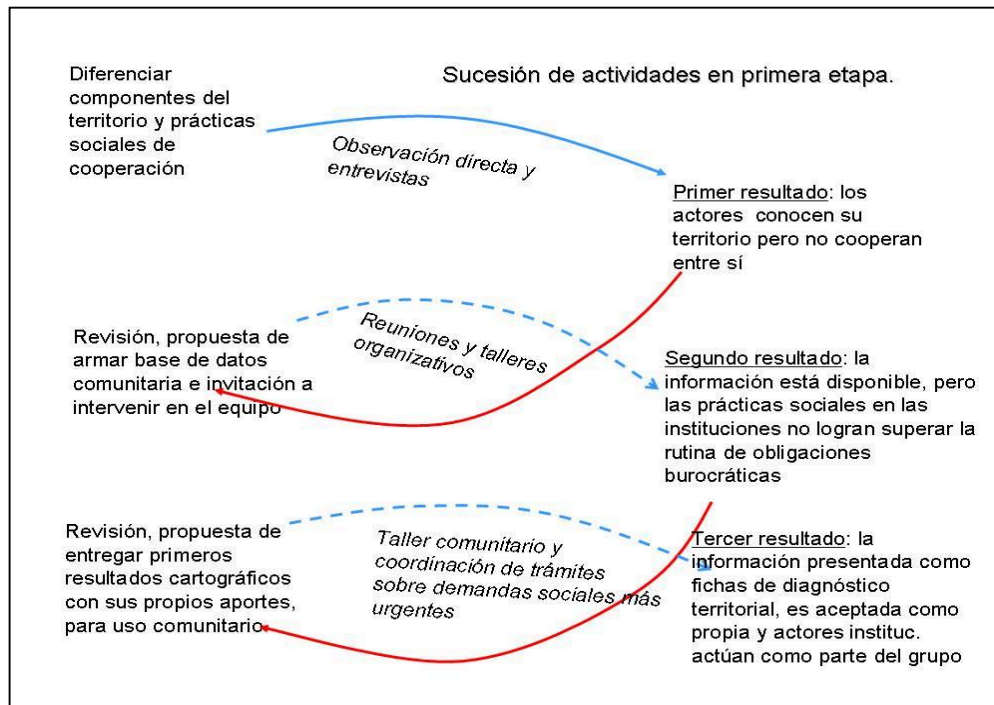 Sucesión de actividades en primera etapa.
Diferenciar
componentes del
territorio y prácticas
sociales de
cooperación
Observación directa y
entrevistas
Primer resultado: los
actores conocen su
territorio pero no cooperan
entre sí
Revisión, propuesta de
armar base de datos
comunitaria e invitación a
intervenir en el equipo
Reuniones y talleres
organizativos
Segundo resultado: la
información está disponible, pero
las prácticas sociales en las
instituciones no logran superar la
rutina de obligaciones
burocráticas
Revisión, propuesta de
entregar primeros
resultados cartográficos
con sus propios aportes,
para uso comunitario
Taller comunitario y
coordinación de trámites
sobre demandas sociales más
urgentes
Tercer resultado: la
información presentada como
fichas de diagnóstico
territorial, es aceptada como
propia y actores instituc.
actúan como parte del grupo